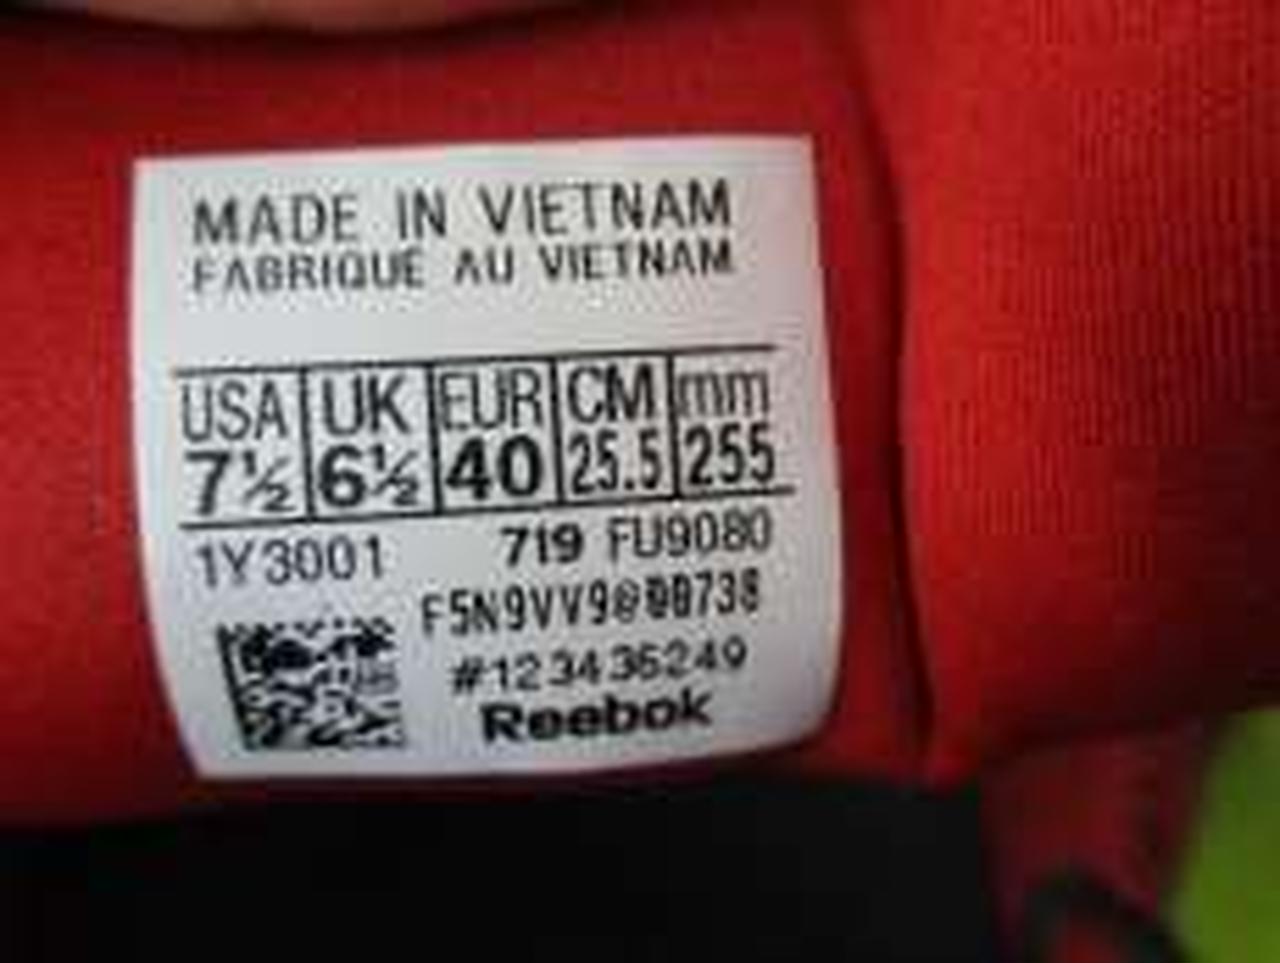 MADE IN VIETNAM
FABRIQUÉ AU VIETNAM
USA UK EUR CM mm
7½ 6½ 40 25.5 255
1Y3001 719 FU9080
#123436249
Reebok